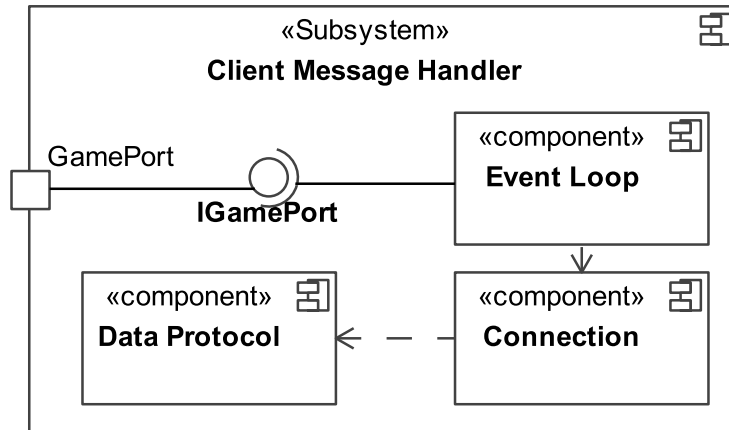 «Subsystem»
Client Message Handler
GamePort
IGamePort
«component»
Event Loop
«component»
Data Protocol
«component»
Connection